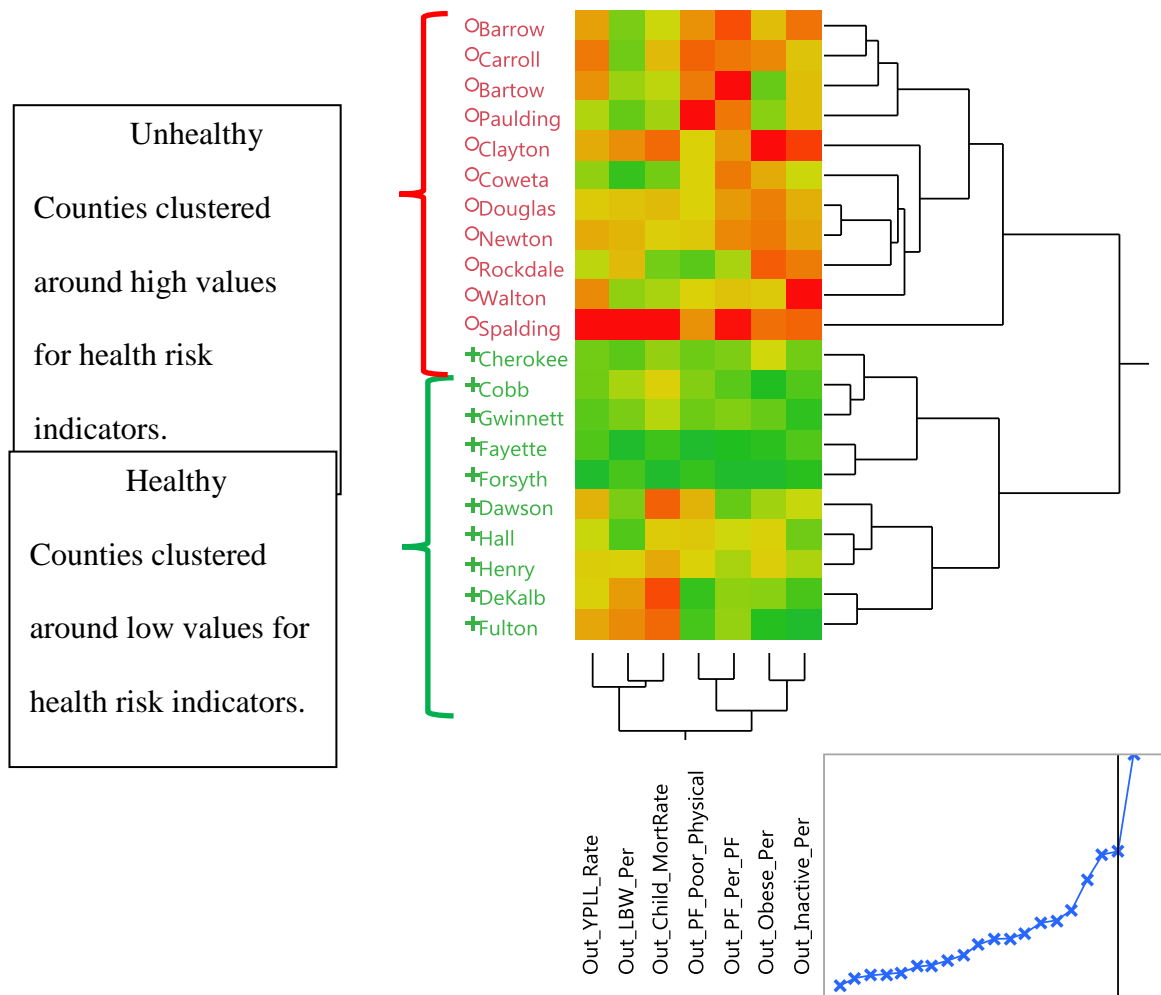 Unhealthy
Counties clustered
around high values
for health risk
indicators.
Healthy
Counties clustered
around low values for
health risk indicators.
Barrow
Carroll
Bartow
Paulding
Clayton
Coweta
Douglas
Newton
Rockdale
Walton
Spalding
Cherokee
Cobb
Gwinnett
Fayette
Forsyth
Dawson
Hall
Henry
DeKalb
Fulton
Out_YPLL_Rate
Out_LBW_Per
Out_Child_MortRate
Out_PF_Poor_Physical
Out_PF_Per_PF
Out_Obese_Per
Out_Inactive_Per